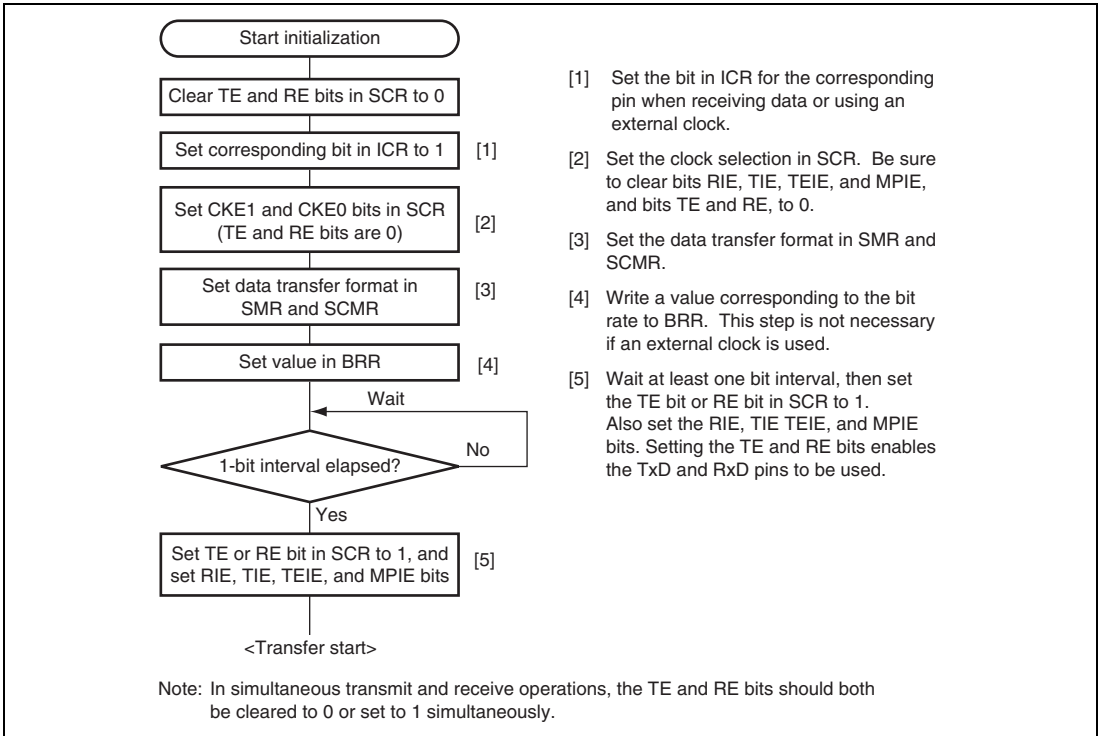 Start initialization
Clear TE and RE bits in SCR to 0
Set corresponding bit in ICR to 1
[1]
Set CKE1 and CKE0 bits in SCR
(TE and RE bits are 0)
[2]
Set data transfer format in
SMR and SCMR
[3]
Set value in BRR
[4]
Wait
1-bit interval elapsed?
No
Yes
Set TE or RE bit in SCR to 1, and
set RIE, TIE, TEIE, and MPIE bits
[5]
<Transfer start>
[1] Set the bit in ICR for the corresponding
pin when receiving data or using an
external clock.
[2] Set the clock selection in SCR. Be sure
to clear bits RIE, TIE, TEIE, and MPIE,
and bits TE and RE, to 0.
[3] Set the data transfer format in SMR and
SCMR.
[4] Write a value corresponding to the bit
rate to BRR. This step is not necessary
if an external clock is used.
[5] Wait at least one bit interval, then set
the TE bit or RE bit in SCR to 1.
Also set the RIE, TIE TEIE, and MPIE
bits. Setting the TE and RE bits enables
the TxD and RxD pins to be used.
Note: In simultaneous transmit and receive operations, the TE and RE bits should both
be cleared to 0 or set to 1 simultaneously.